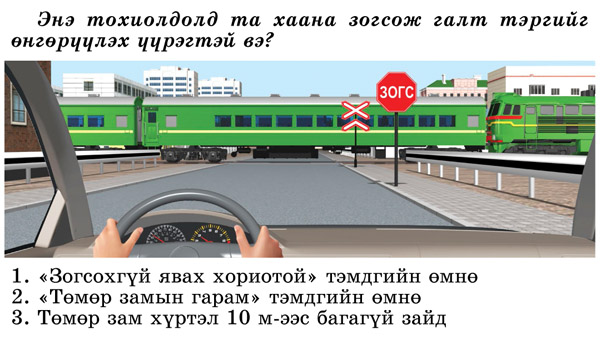 Энэ тохиолдолд та хаана зогсож галт тэргийг
өнгөрүүлэх үүрэгтэй вэ?
ЗОГС
1. «Зогсохгүй явах хориотой» тэмдгийн өмнө
2. «Төмөр замын гарам» тэмдгийн өмнө
3. Төмөр зам хүртэл 10 м-ээс багагүй зайд